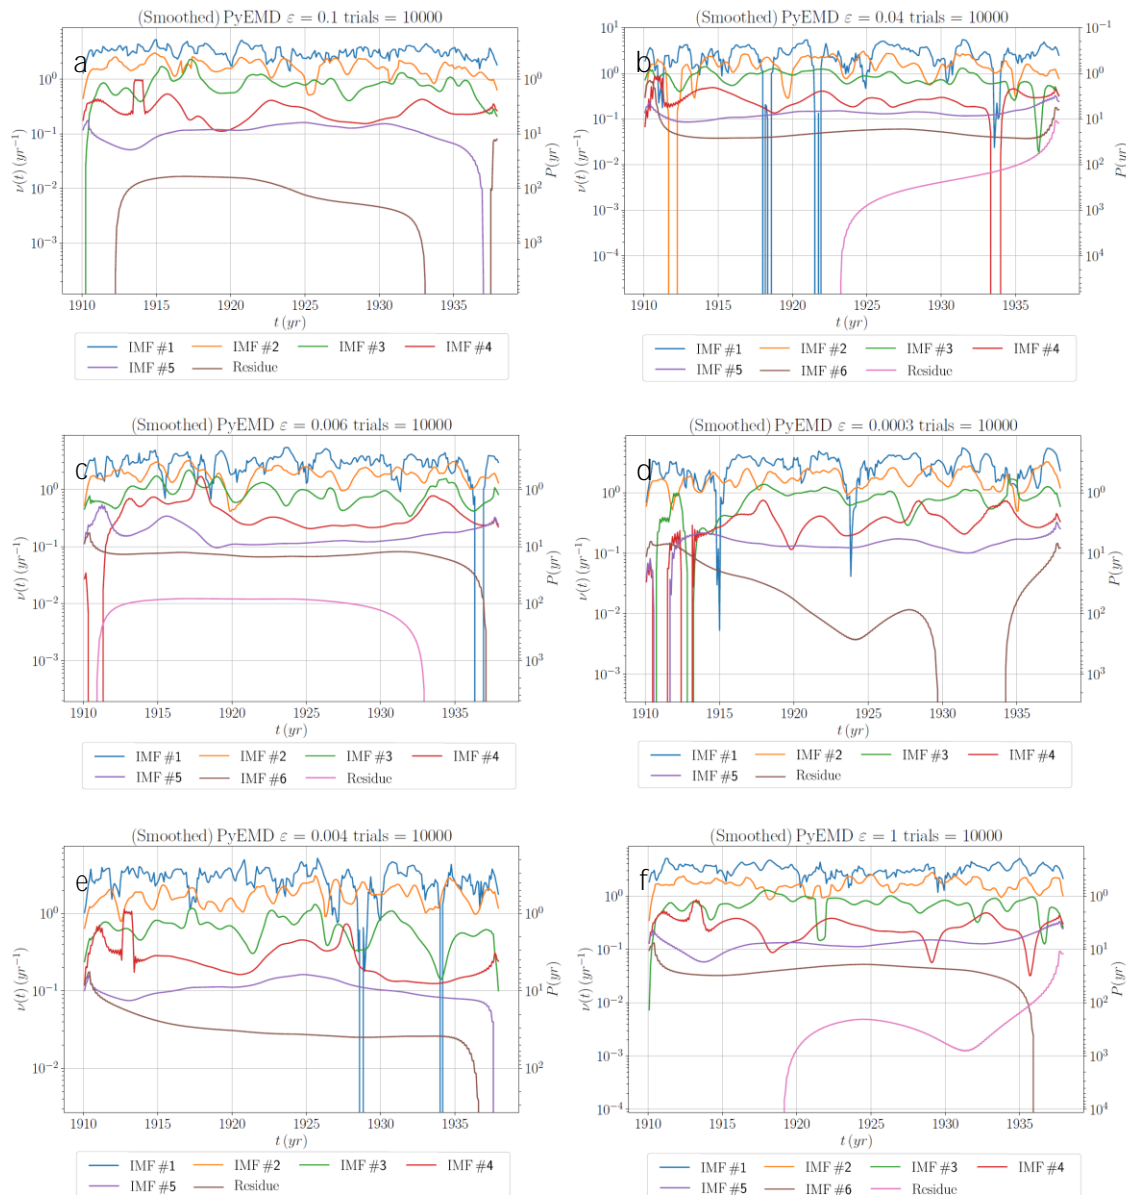 (Smoothed) PyEMD ε = 0.1 trials = 10000
a
10⁰
10⁻¹
10⁻²
10⁻³
ν(t) (yr⁻¹)
10⁰
10¹
10²
10³
P(yr)
1910 1915 1920 1925 1930 1935
t (yr)
IMF #1 IMF #2 IMF #3 IMF #4
IMF #5 Residue
(Smoothed) PyEMD ε = 0.04 trials = 10000
b
10¹
10⁰
10⁻¹
10⁻²
10⁻³
10⁻⁴
ν(t) (yr⁻¹)
10⁻¹
10⁰
10¹
10²
10³
10⁴
P(yr)
1910 1915 1920 1925 1930 1935
t (yr)
IMF #1 IMF #2 IMF #3 IMF #4
IMF #5 IMF #6 Residue
(Smoothed) PyEMD ε = 0.006 trials = 10000
c
10⁰
10⁻¹
10⁻²
10⁻³
ν(t) (yr⁻¹)
10⁰
10¹
10²
10³
P(yr)
1910 1915 1920 1925 1930 1935
t (yr)
IMF #1 IMF #2 IMF #3 IMF #4
IMF #5 IMF #6 Residue
(Smoothed) PyEMD ε = 0.0003 trials = 10000
d
10⁰
10⁻¹
10⁻²
10⁻³
ν(t) (yr⁻¹)
10⁰
10¹
10²
10³
P(yr)
1910 1915 1920 1925 1930 1935
t (yr)
IMF #1 IMF #2 IMF #3 IMF #4
IMF #5 Residue
(Smoothed) PyEMD ε = 0.004 trials = 10000
e
10⁰
10⁻¹
10⁻²
ν(t) (yr⁻¹)
10⁰
10¹
10²
P(yr)
1910 1915 1920 1925 1930 1935
t (yr)
IMF #1 IMF #2 IMF #3 IMF #4
IMF #5 Residue
(Smoothed) PyEMD ε = 1 trials = 10000
f
10⁰
10⁻¹
10⁻²
10⁻³
10⁻⁴
ν(t) (yr⁻¹)
10⁰
10¹
10²
10³
10⁴
P(yr)
1910 1915 1920 1925 1930 1935
t (yr)
IMF #1 IMF #2 IMF #3 IMF #4
IMF #5 IMF #6 Residue